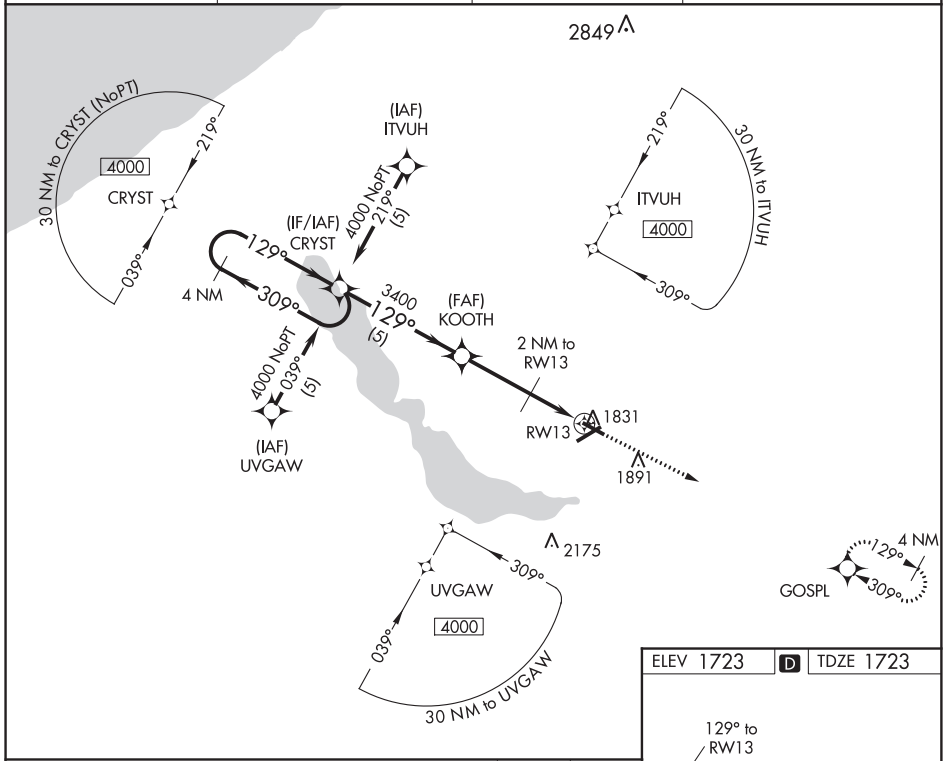 2849
30 NM to CRYST (NoPT)
219°
4000
CRYST
039°
(IAF)
ITVUH
4000 NoPT
219°
(5)
219°
30 NM to ITVUH
ITVUH
4000
309°
(IF/IAF)
CRYST
129°
4 NM
309°
3400
129°
(5)
(FAF)
KOOTH
2 NM to
RW13
4000 NoPT
039°
(5)
(IAF)
UVGAW
RW13
1831
1891
2175
309°
UVGAW
4000
039°
30 NM to UVGAW
4 NM
129°
309°
GOSPL
ELEV 1723
D
TDZE 1723
129° to
RW13